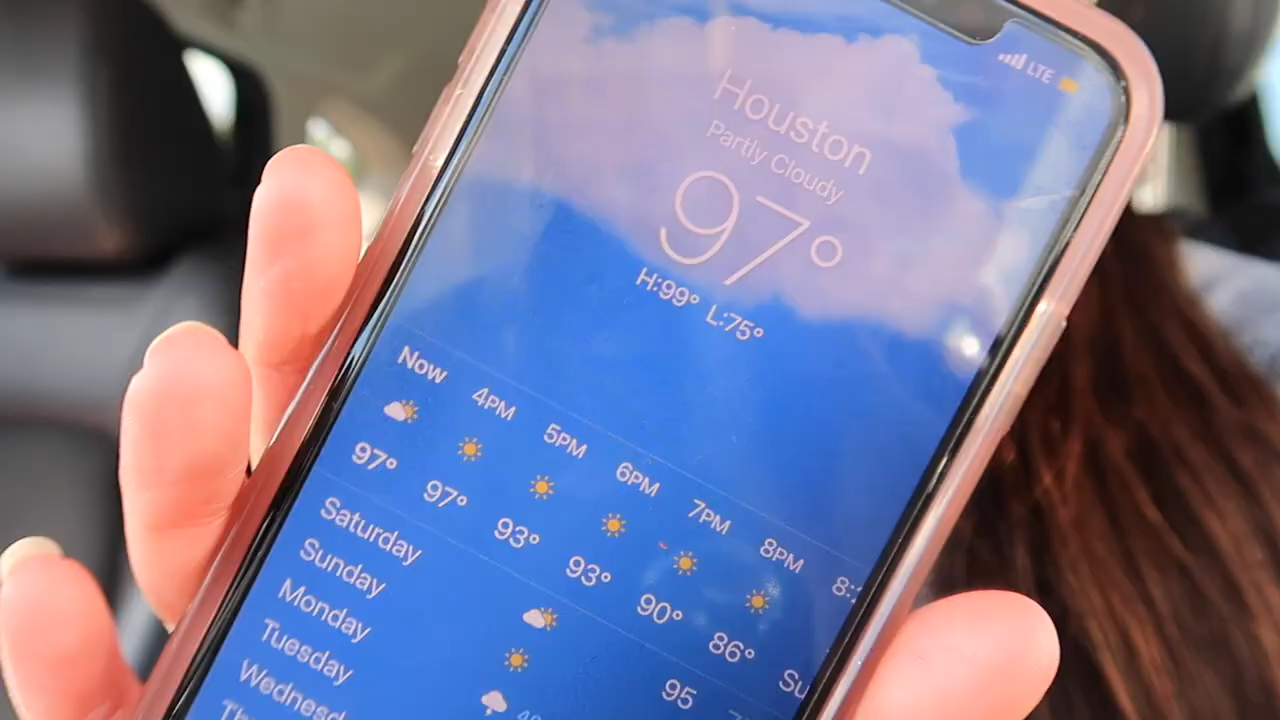 LTE
Houston
Partly Cloudy
97°
H:99° L:75°
Now 4PM 5PM 6PM 7PM 8PM
97° 97° 93° 93° 90° 86°
Saturday 95
Sunday
Monday
Tuesday